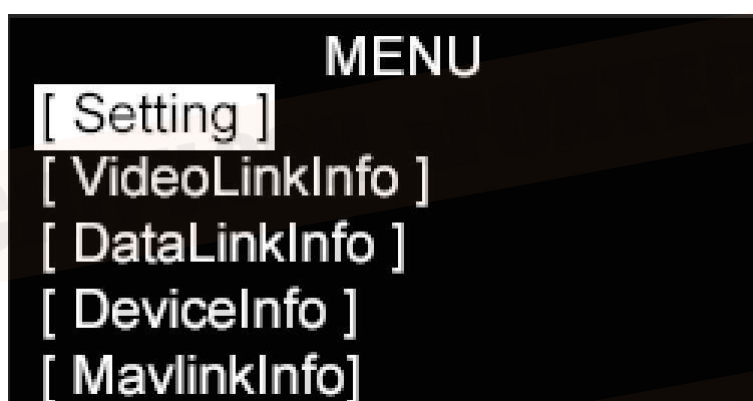 MENU
[ Setting ]
[ VideoLinkInfo ]
[ DataLinkInfo ]
[ DeviceInfo ]
[ MavlinkInfo]